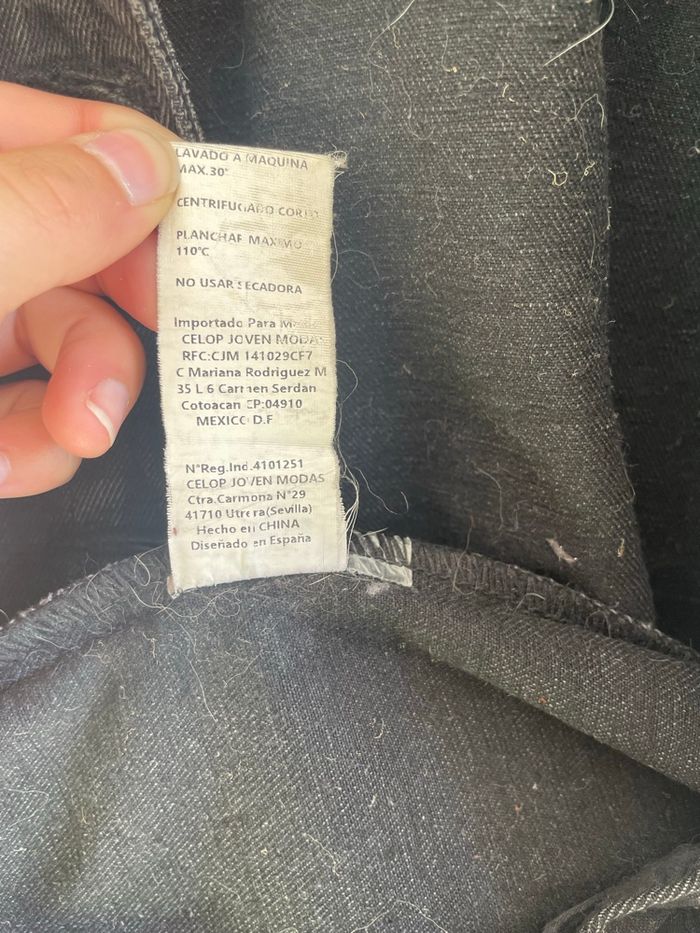 LAVADO A MAQUINA
MAX.30°
CENTRIFUGADO CORTO
PLANCHAR MAXIMO
110°C
NO USAR SECADORA
Importado Para
CELOP JOVEN MODAS
RFC:CJM 141029CF7
C Mariana Rodriguez M
35 L 6 Carmen Serdan
Cotoacan CP:04910
MEXICO D.F
N°Reg.Ind.4101251
CELOP JOVEN MODAS
Ctra.Carmona N°29
41710 Utrera(Sevilla)
Hecho en CHINA
Diseñado en España